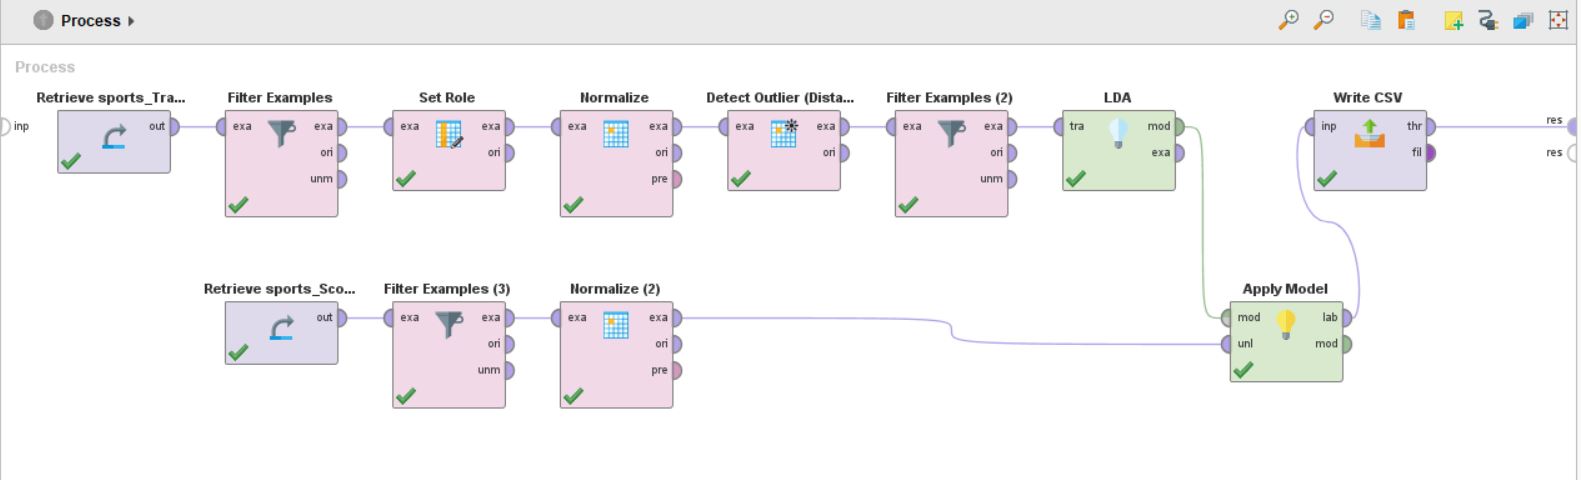 Process
Process
Retrieve sports_Tra... Filter Examples Set Role Normalize Detect Outlier (Dista... Filter Examples (2) LDA Write CSV
res
inp out exa exa exa exa exa exa exa exa exa exa tra mod inp thr
ori ori ori ori ori exa fil res
unm pre unm
Retrieve sports_Sco... Filter Examples (3) Normalize (2) Apply Model
out exa exa exa exa mod lab
ori ori unl mod
unm pre